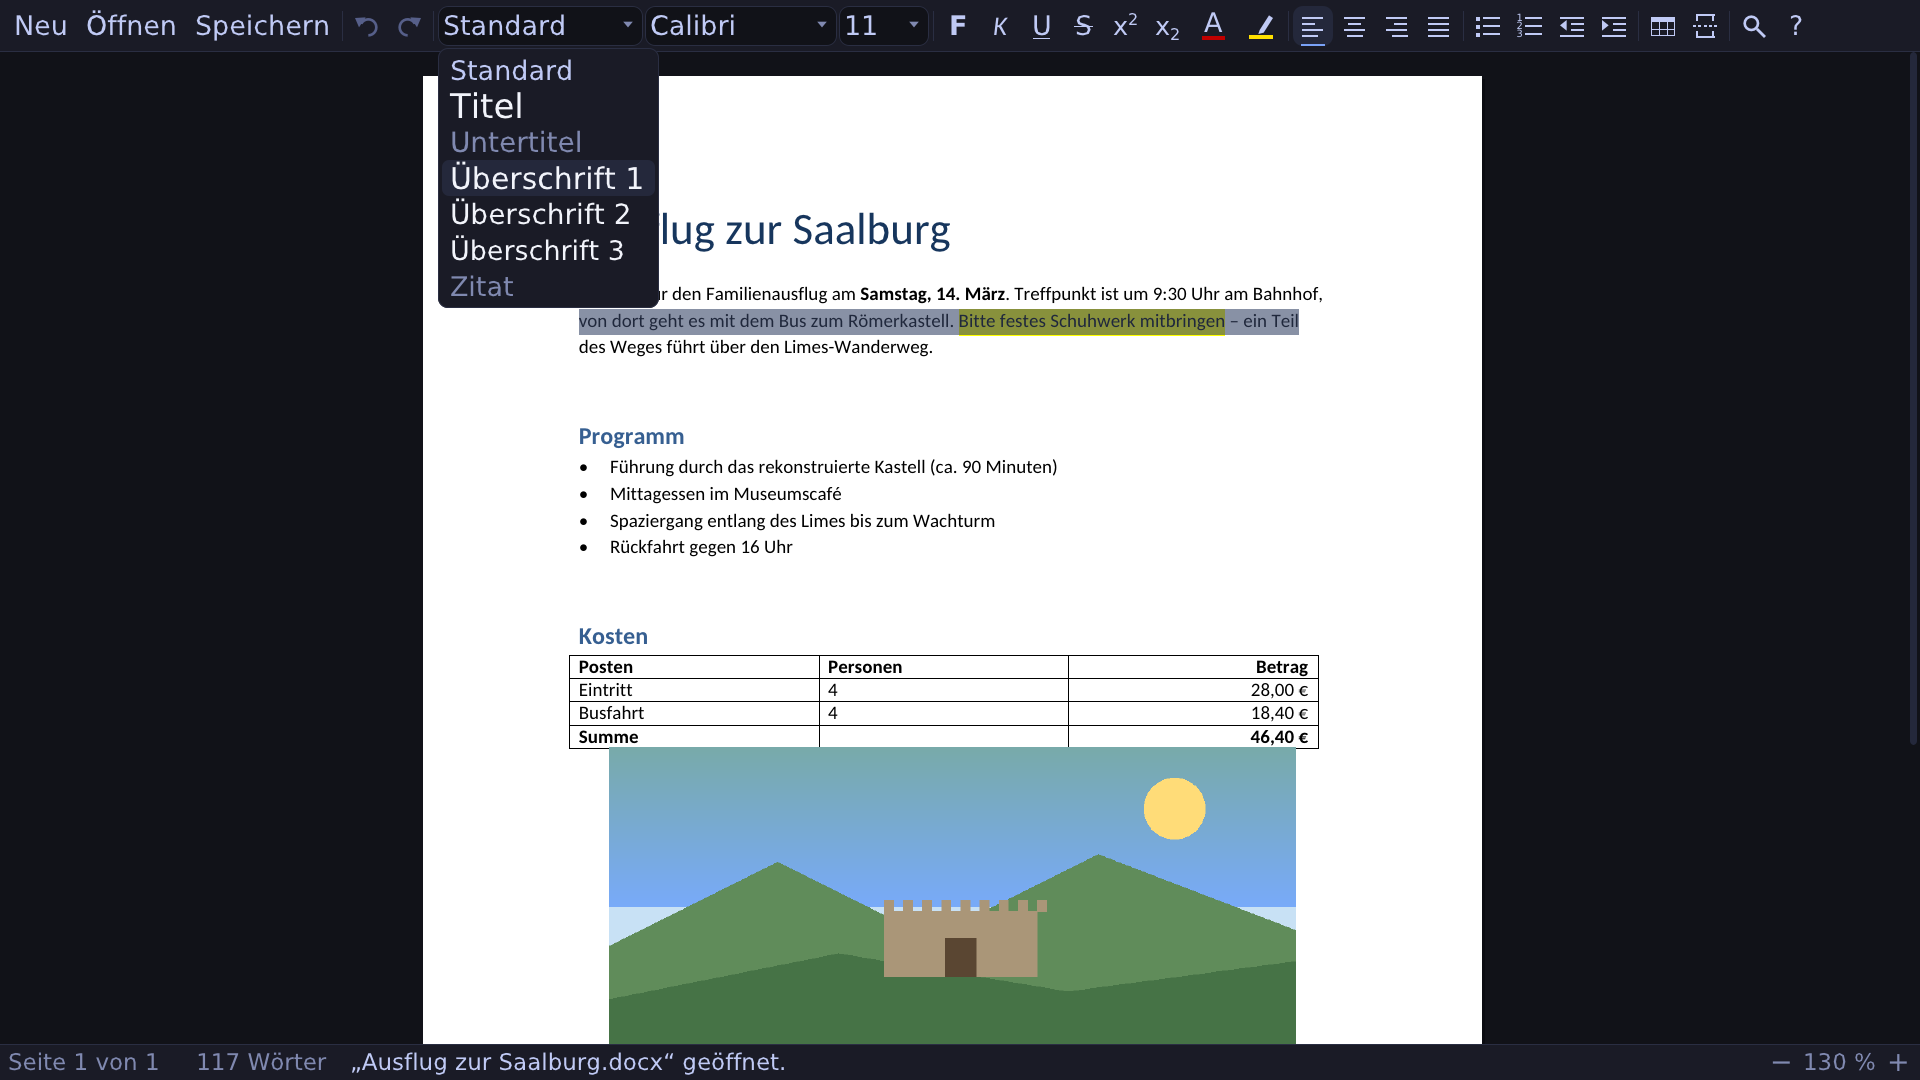 Neu Öffnen Speichern Standard Calibri 11 F K U S x2 x2 A ?
Standard
Titel
Untertitel
Überschrift 1
Überschrift 2
Überschrift 3
Zitat
flug zur Saalburg
ur den Familienausflug am Samstag, 14. März. Treffpunkt ist um 9:30 Uhr am Bahnhof,
von dort geht es mit dem Bus zum Römerkastell. Bitte festes Schuhwerk mitbringen – ein Teil
des Weges führt über den Limes-Wanderweg.
Programm
• Führung durch das rekonstruierte Kastell (ca. 90 Minuten)
• Mittagessen im Museumscafé
• Spaziergang entlang des Limes bis zum Wachturm
• Rückfahrt gegen 16 Uhr
Kosten
Posten Personen Betrag
Eintritt 4 28,00 €
Busfahrt 4 18,40 €
Summe 46,40 €
Seite 1 von 1 117 Wörter „Ausflug zur Saalburg.docx“ geöffnet. − 130 % +